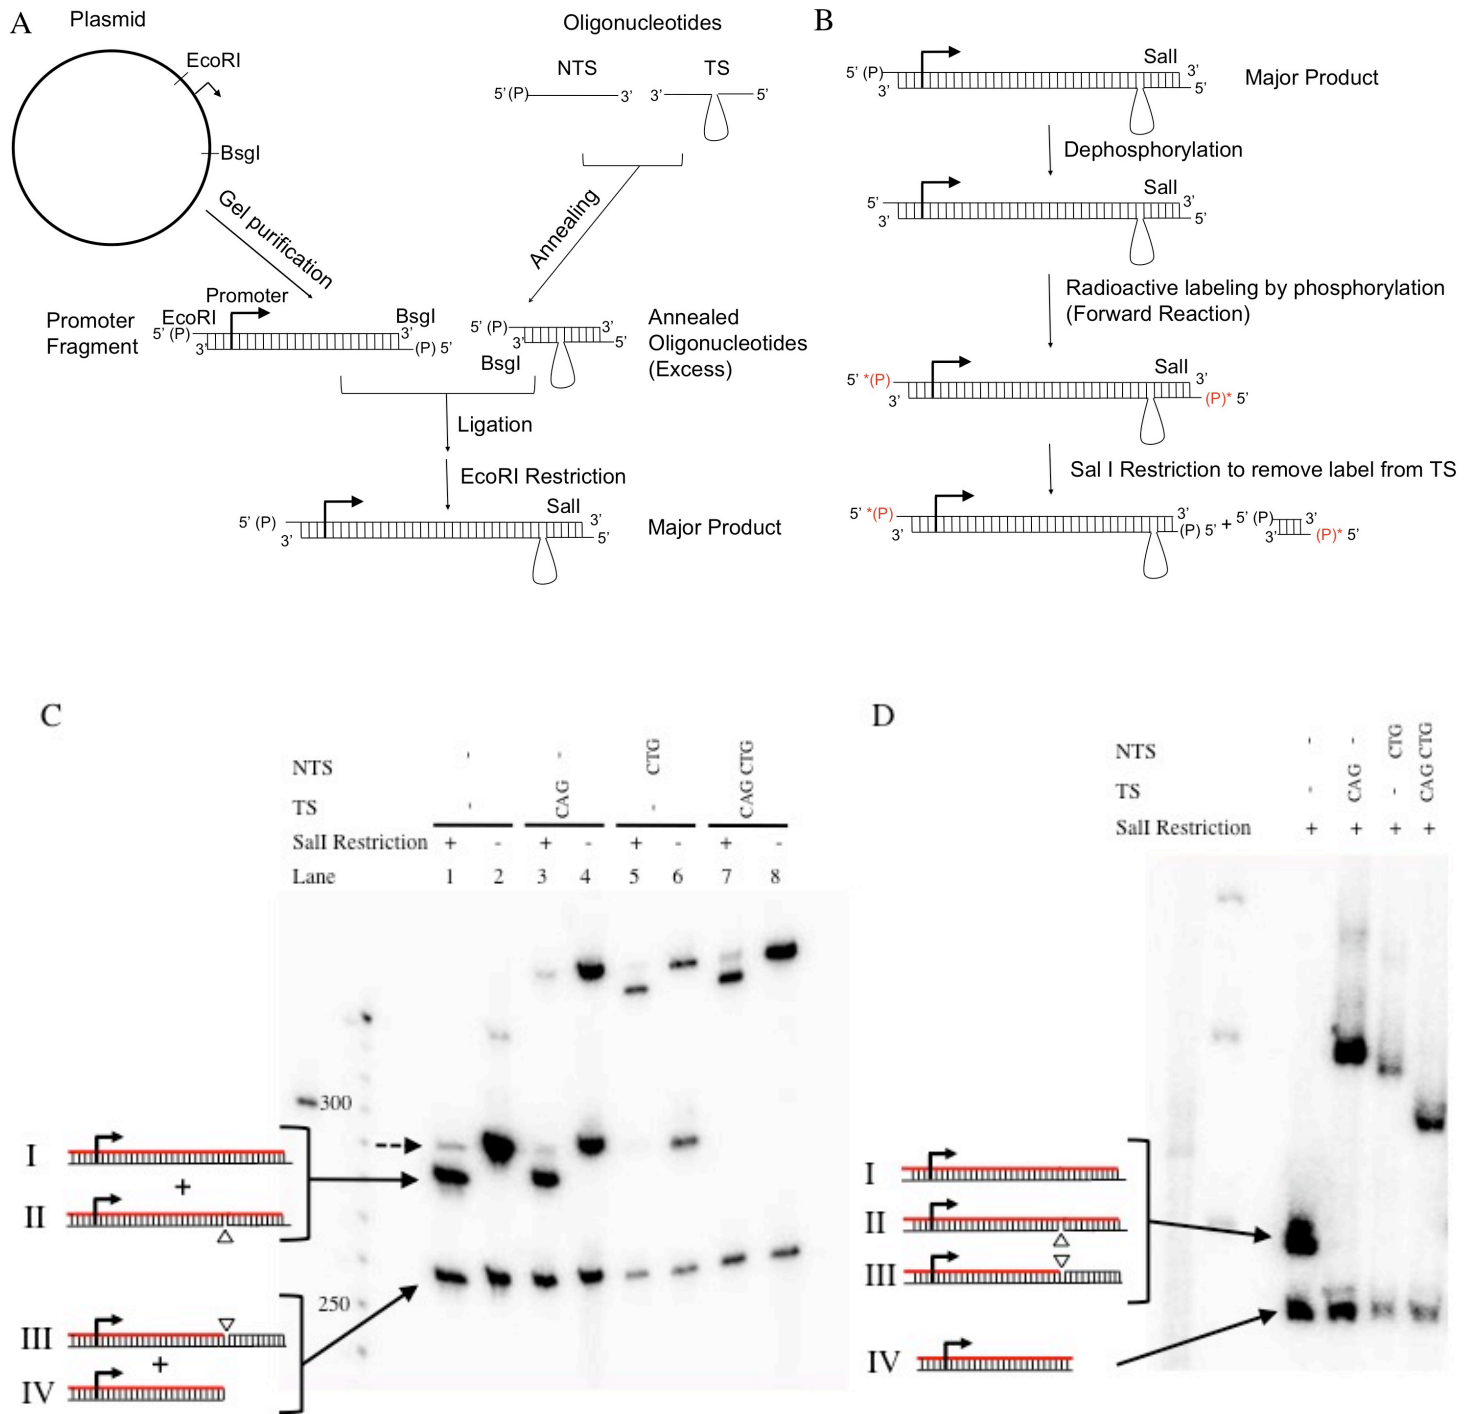 A
Plasmid
EcoRI
BsgI
Gel purification
Oligonucleotides
NTS
TS
5’(P)
3’
3’
5’
Annealing
Promoter
Fragment
EcoRI
Promoter
BsgI
5’ (P)
3’
3’
(P) 5’
5’ (P)
3’
3’
5’
BsgI
Annealed
Oligonucleotides
(Excess)
Ligation
EcoRI Restriction
SalI
5’ (P)
3’
3’
5’
Major Product
B
SalI
5’ (P)
3’
3’
5’
Major Product
Dephosphorylation
SalI
5’
3’
3’
5’
Radioactive labeling by phosphorylation
(Forward Reaction)
SalI
5’ *(P)
3’
3’
(P)* 5’
Sal I Restriction to remove label from TS
5’ *(P)
3’
3’
(P) 5’ + 5’ (P)
3’
3’
(P)* 5’
C
NTS - - CTG CTG
TS - CAG - CAG
SalI Restriction + - + - + - + -
Lane 1 2 3 4 5 6 7 8
300
I
+
II
250
III
+
IV
D
NTS - - CTG CTG
TS - CAG - CAG
SalI Restriction + + + +
I
II
III
IV